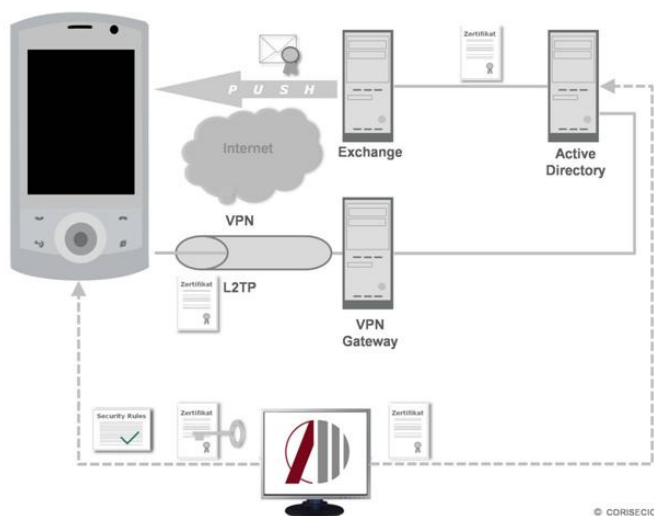 Zertifikat
P U S H
Internet
Exchange
Active
Directory
VPN
Zertifikat
L2TP
VPN
Gateway
Security Rules
Zertifikat
Zertifikat
© CORISECIO